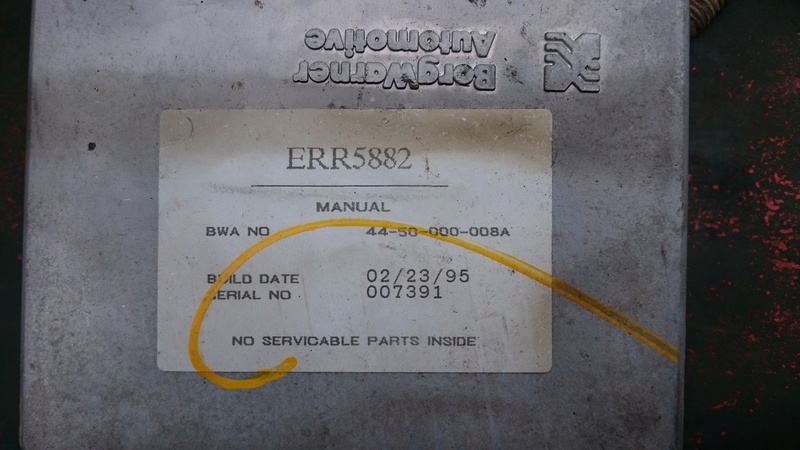 BorgWarner
Automotive
ERR5882
MANUAL
BWA NO 44-50-000-008A
BUILD DATE 02/23/95
SERIAL NO 007391
NO SERVICABLE PARTS INSIDE